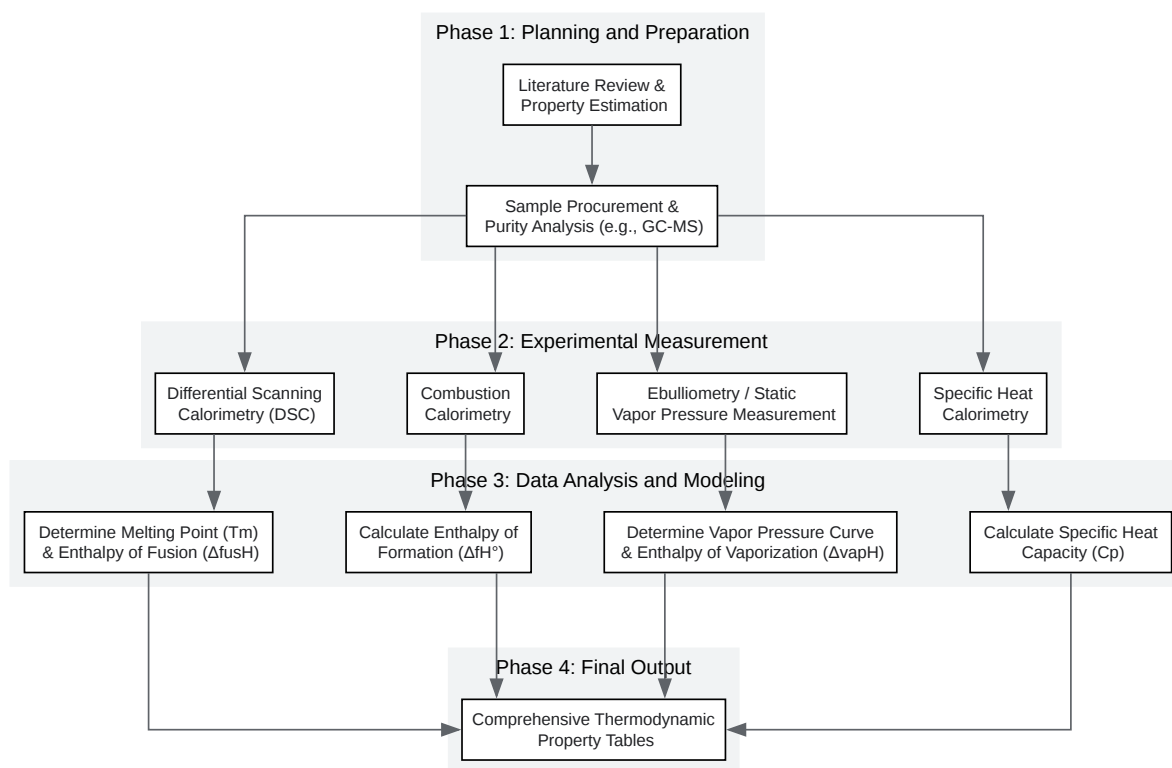 Phase 1: Planning and Preparation
Literature Review &
Property Estimation
Sample Procurement &
Purity Analysis (e.g., GC-MS)
Phase 2: Experimental Measurement
Differential Scanning
Calorimetry (DSC)
Combustion
Calorimetry
Ebulliometry / Static
Vapor Pressure Measurement
Specific Heat
Calorimetry
Phase 3: Data Analysis and Modeling
Determine Melting Point (Tm)
& Enthalpy of Fusion (ΔfusH)
Calculate Enthalpy of
Formation (ΔfH°)
Determine Vapor Pressure Curve
& Enthalpy of Vaporization (ΔvapH)
Calculate Specific Heat
Capacity (Cp)
Phase 4: Final Output
Comprehensive Thermodynamic
Property Tables